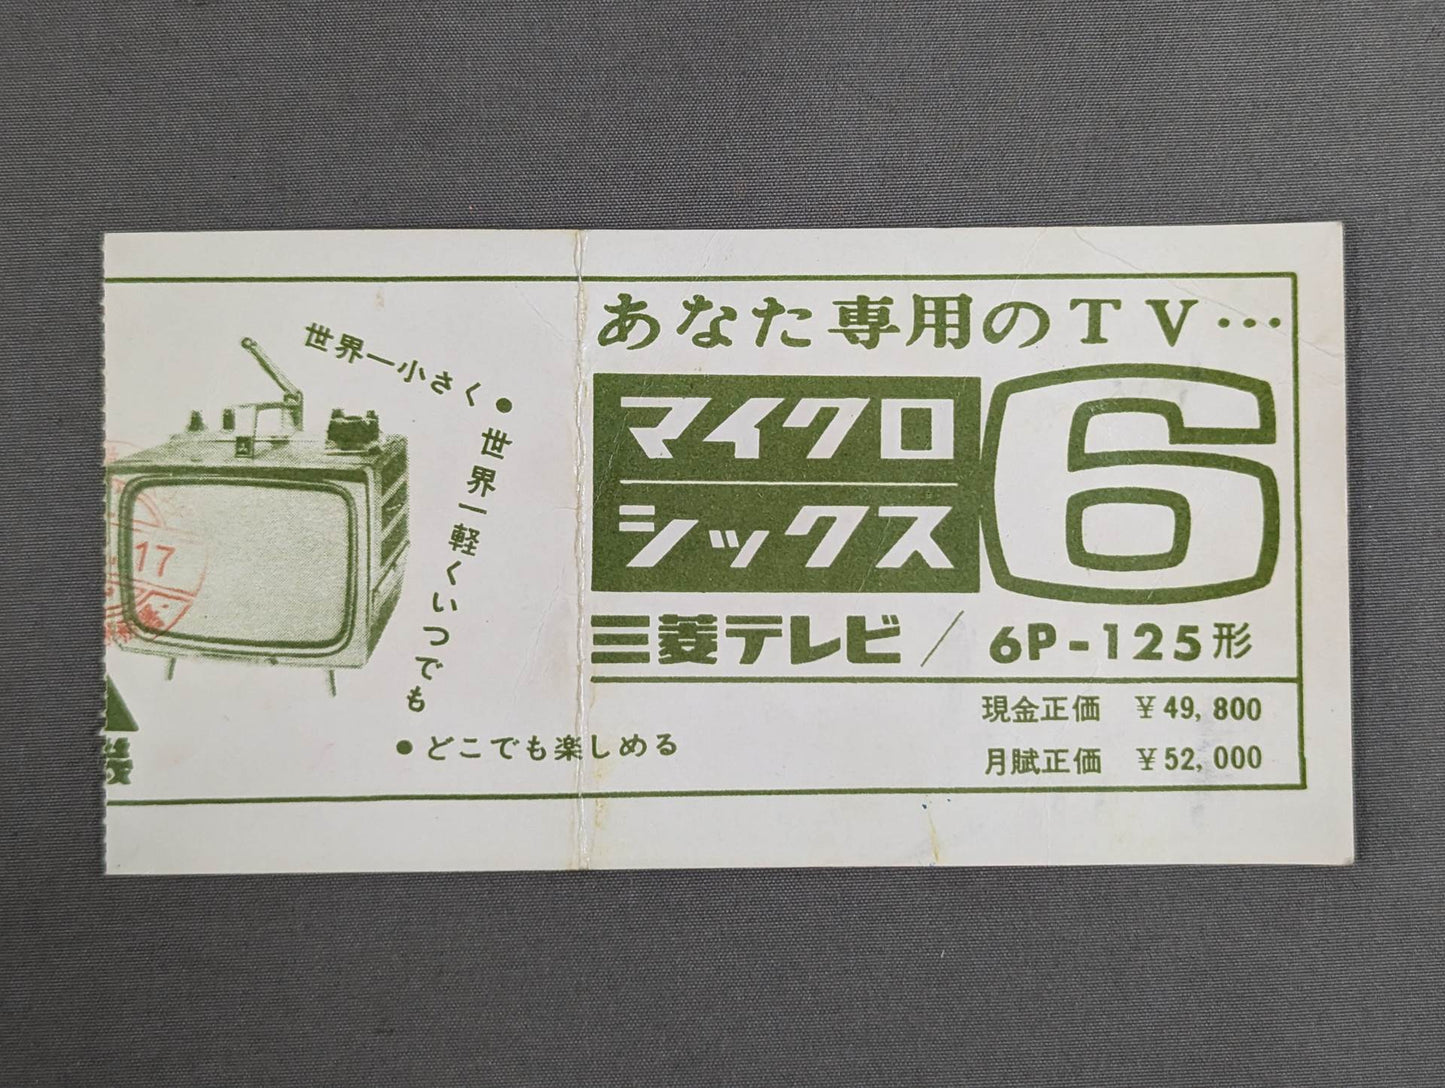 世界一小さく●
世界一軽くいつでも
●どこでも楽しめる
17
あなた専用のTV…
マイクロ
シックス
6
三菱テレビ／6P-125形
現金正価 ¥49,800
月賦正価 ¥52,000